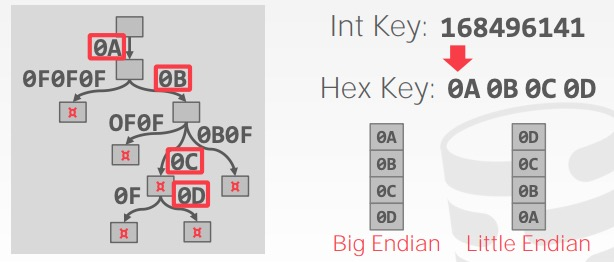 0A
0F0F0F
0B
0F0F
0B0F
0C
0F
0D
¤
¤
¤
¤
¤
¤
Int Key: 168496141
Hex Key: 0A 0B 0C 0D
0A
0B
0C
0D
Big Endian
0D
0C
0B
0A
Little Endian